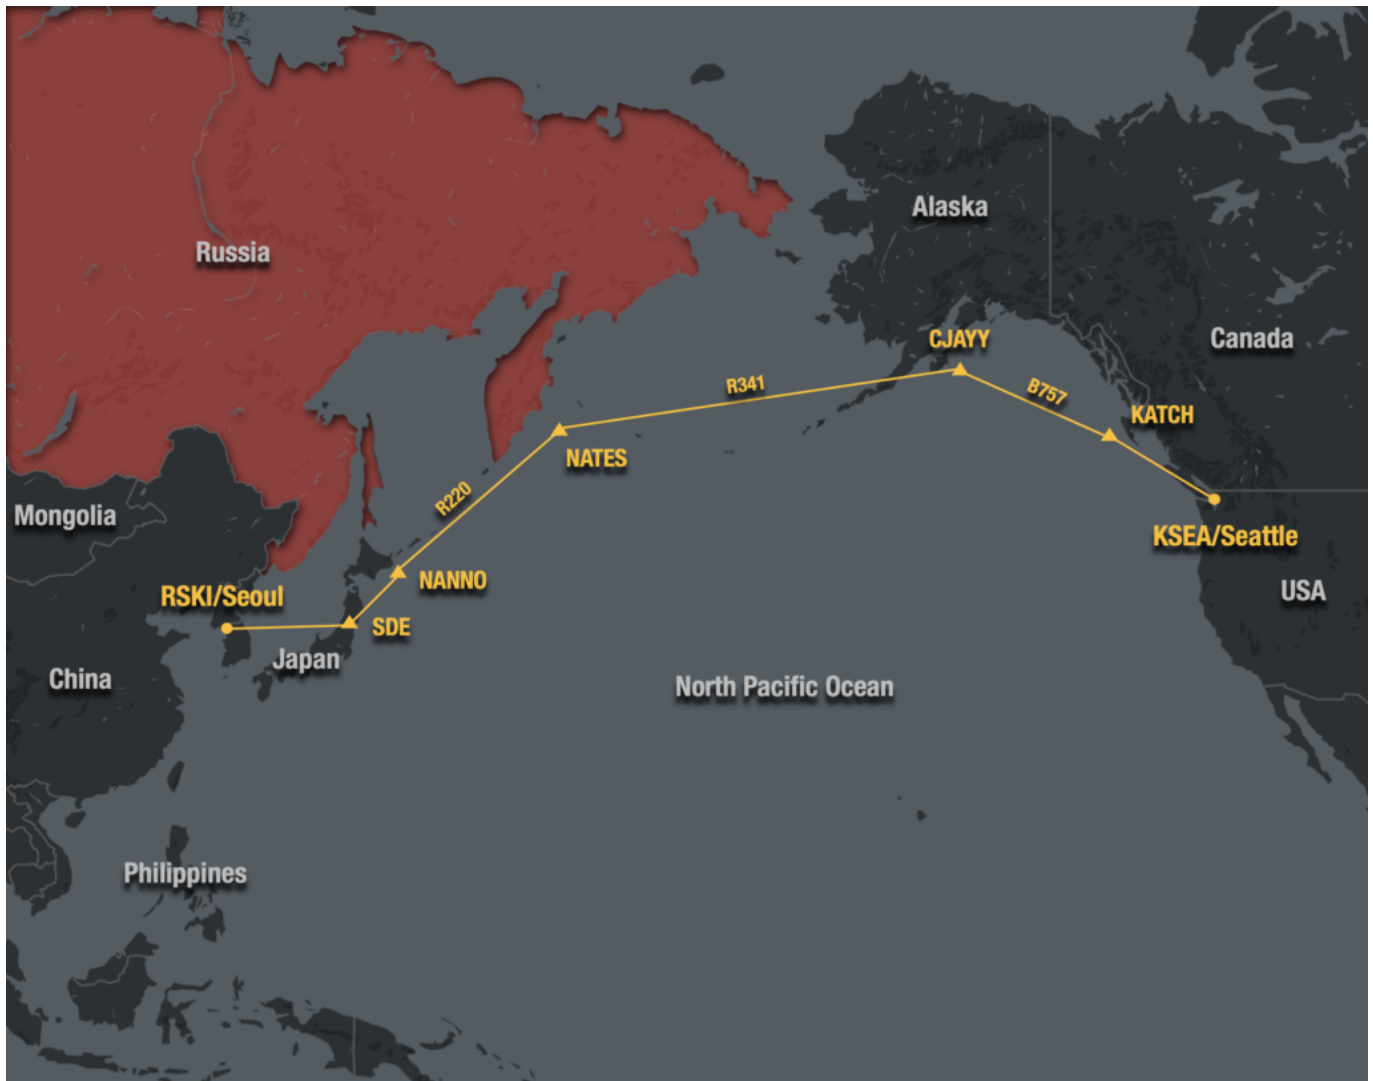 Alaska
Russia
CJAYY
Canada
R341
B757
KATCH
NATES
R220
Mongolia
KSEA/Seattle
NANNO
USA
RSKI/Seoul
SDE
Japan
China
North Pacific Ocean
Philippines